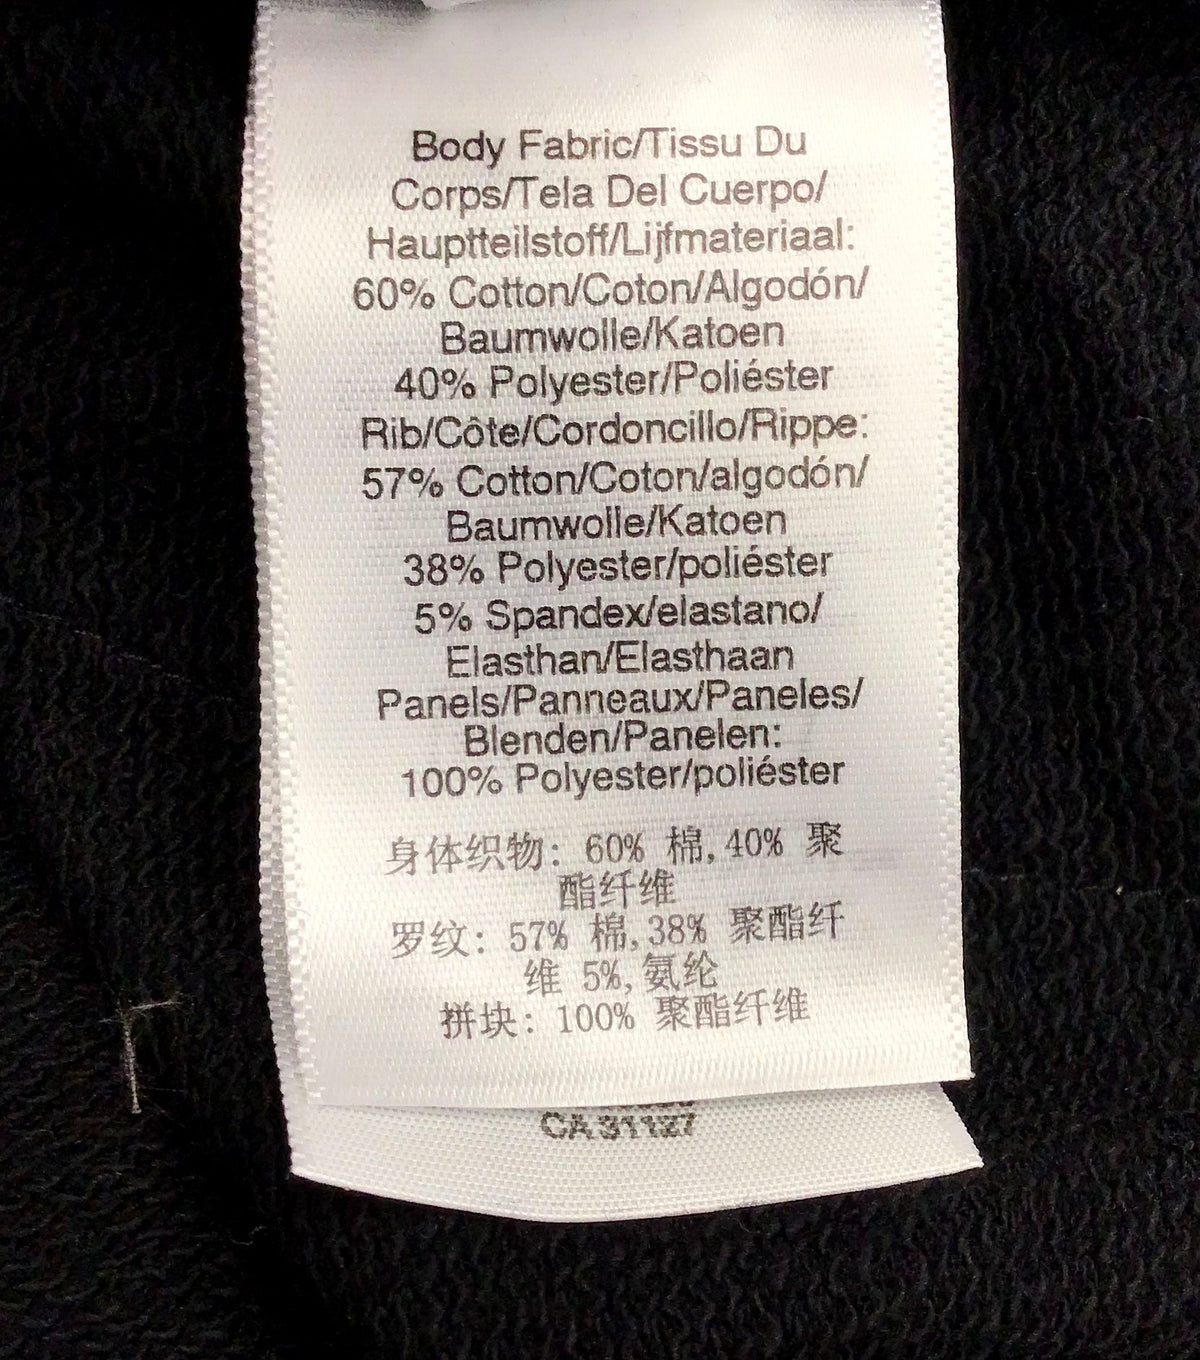 Body Fabric/Tissu Du
Corps/Tela Del Cuerpo/
Hauptteilstoff/Lijfmateriaal:
60% Cotton/Coton/Algodón/
Baumwolle/Katoen
40% Polyester/Poliéster
Rib/Côte/Cordoncillo/Rippe:
57% Cotton/Coton/algodón/
Baumwolle/Katoen
38% Polyester/poliéster
5% Spandex/elastano/
Elasthan/Elasthaan
Panels/Panneaux/Paneles/
Blenden/Panelen:
100% Polyester/poliéster
身体织物: 60% 棉,40% 聚
酯纤维
罗纹: 57% 棉,38% 聚酯纤
维 5%,氨纶
拼块: 100% 聚酯纤维
CA 31127